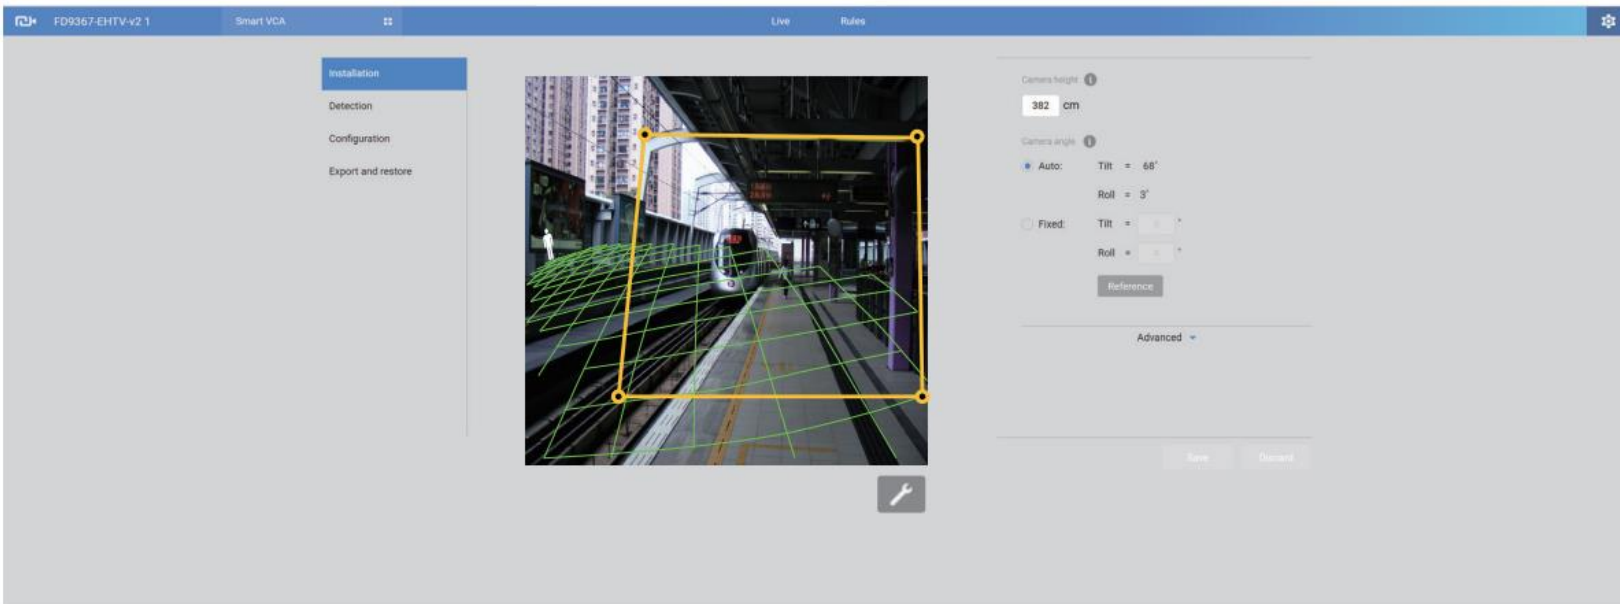 FD9367-EHTV-v2 1
Smart VCA
Live
Rules
Installation
Detection
Configuration
Export and restore
382
Camera height
382 cm
Camera angle
Auto: Tilt = 68°
Roll = 3°
Fixed: Tilt = °
Roll = °
Reference
Advanced
Save Discard